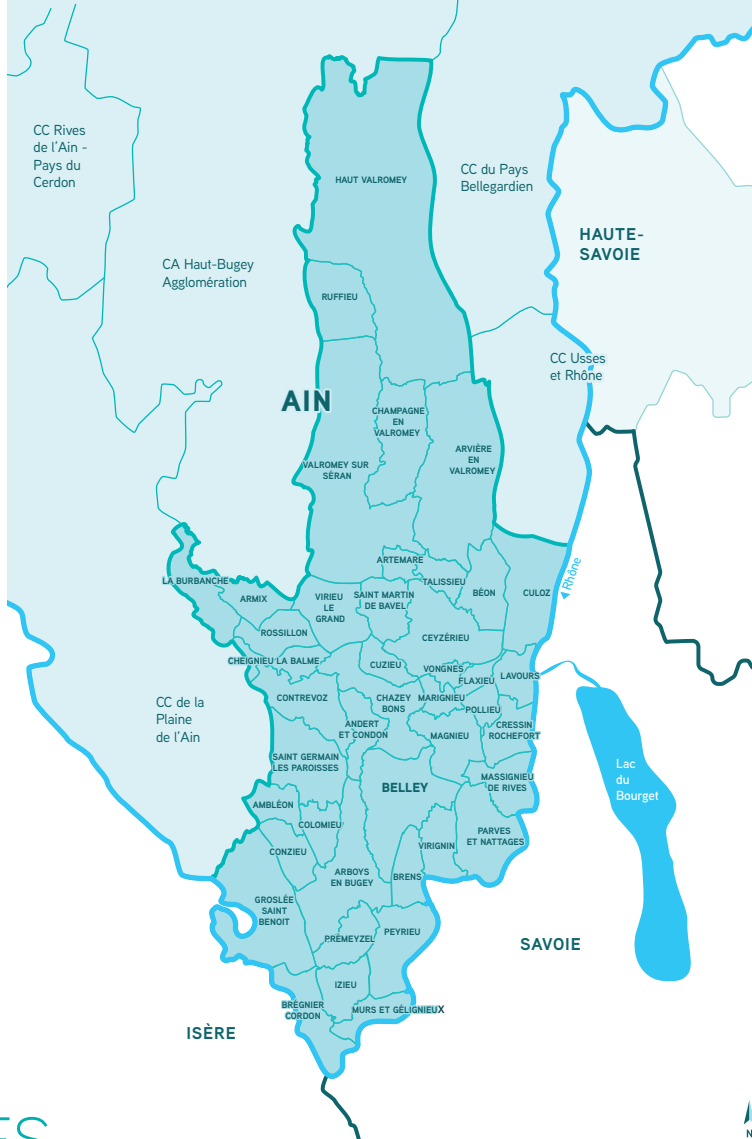 CC Rives
de l'Ain -
Pays du
Cerdon
HAUT VALROMEY
CC du Pays
Bellegardien
HAUTE-
SAVOIE
CA Haut-Bugey
Agglomération
RUFFIEU
CC Usses
et Rhône
AIN
CHAMPAGNE
EN
VALROMEY
ARVIÈRE
EN
VALROMEY
VALROMEY SUR
SÉRAN
ARTEMARE
LA BURBANCHE
TALISSIEU
BÉON
CULOZ
Rhône
ARMIX
VIRIEU
LE
GRAND
SAINT MARTIN
DE BAVEL
ROSSILLON
CEYZÉRIEU
CHEIGNIEU LA BALME
CUZIEU
VONGNES
FLAXIEU
LAVOURS
CONTREVOZ
CHAZEY
BONS
MARIGNIEU
POLLIEU
CC de la
Plaine
de l'Ain
ANDERT
ET CONDON
MAGNIEU
CRESSIN
ROCHEFORT
SAINT GERMAIN
LES PAROISSES
BELLEY
MASSIGNIEU
DE RIVES
Lac
du
Bourget
AMBLÉON
COLOMIEU
CONZIEU
VIRIGNIN
PARVES
ET NATTAGES
ARBOYS
EN BUGEY
BRENS
GROSLÉE
SAINT
BENOIT
PRÉMEYZEL
PEYRIEU
SAVOIE
IZIEU
BRÉGNIER
CORDON
MURS ET GÉLIGNIEUX
ISÈRE
ES
N